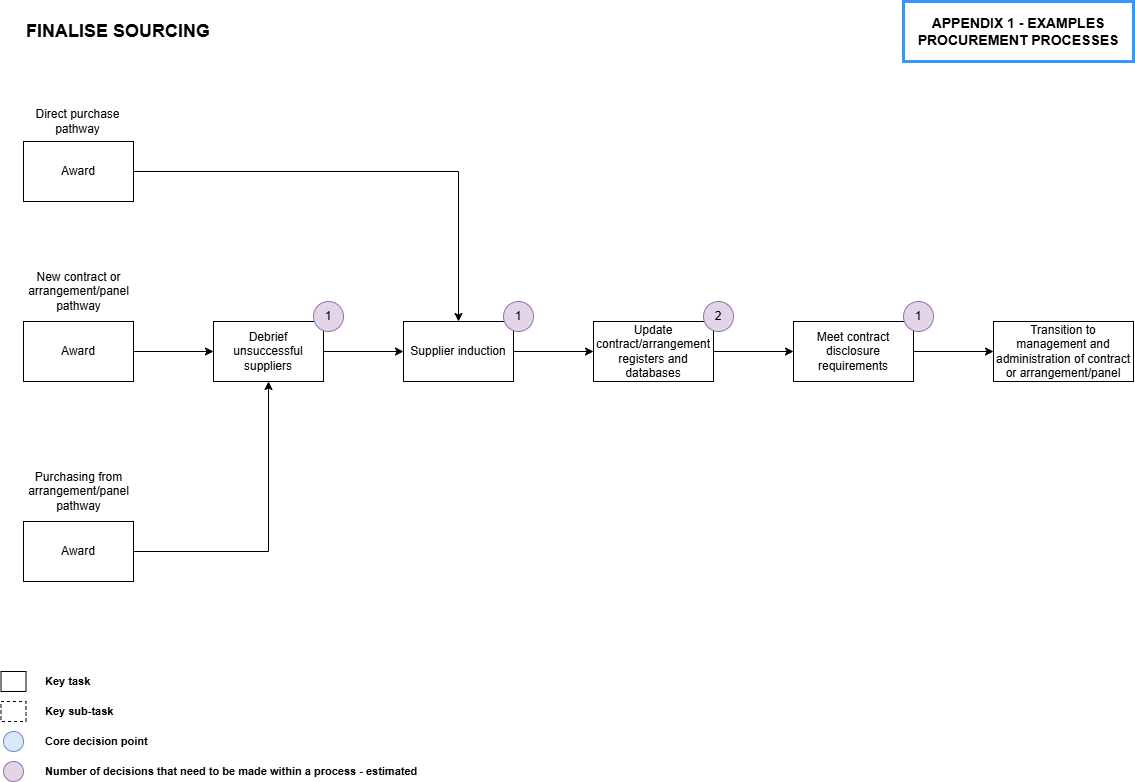 FINALISE SOURCING
APPENDIX 1 - EXAMPLES
PROCUREMENT PROCESSES
Direct purchase
pathway
Award
New contract or
arrangement/panel
pathway
Award
Debrief
unsuccessful
suppliers
1
Supplier induction
1
Update
contract/arrangement
registers and
databases
2
Meet contract
disclosure
requirements
1
Transition to
management and
administration of contract
or arrangement/panel
Purchasing from
arrangement/panel
pathway
Award
Key task
Key sub-task
Core decision point
Number of decisions that need to be made within a process - estimated